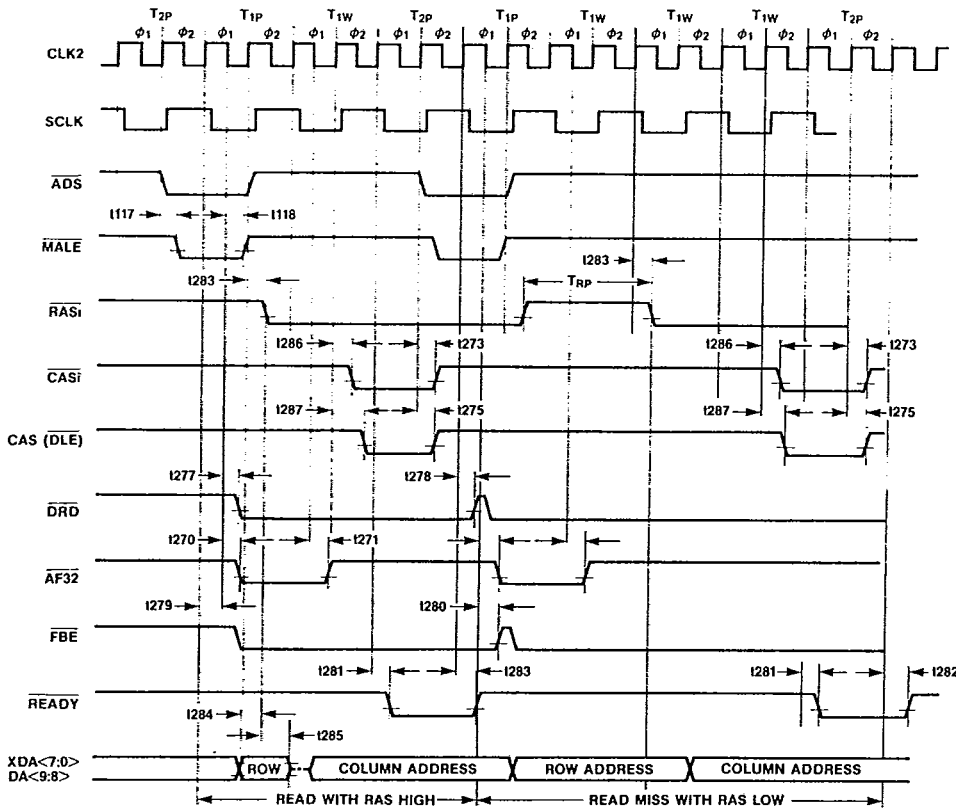 T2P T1P T1W T2P T1P T1W T1W T1W T2P
ϕ1 ϕ2 ϕ1 ϕ2 ϕ1 ϕ2 ϕ1 ϕ2 ϕ1 ϕ2 ϕ1 ϕ2 ϕ1 ϕ2 ϕ1 ϕ2 ϕ1 ϕ2
CLK2
SCLK
ADS
t117 t118
MALE
t283 t283
TRP
RASi
t286 t273 t286 t273
CASi
t287 t275 t287 t275
CAS (DLE)
t277 t278
DRD
t270 t271
AF32
t279 t280
FBE
t281 t283 t281 t282
READY
t284
t285
XDA<7:0>
DA<9:8>
ROW COLUMN ADDRESS ROW ADDRESS COLUMN ADDRESS
READ WITH RAS HIGH READ MISS WITH RAS LOW